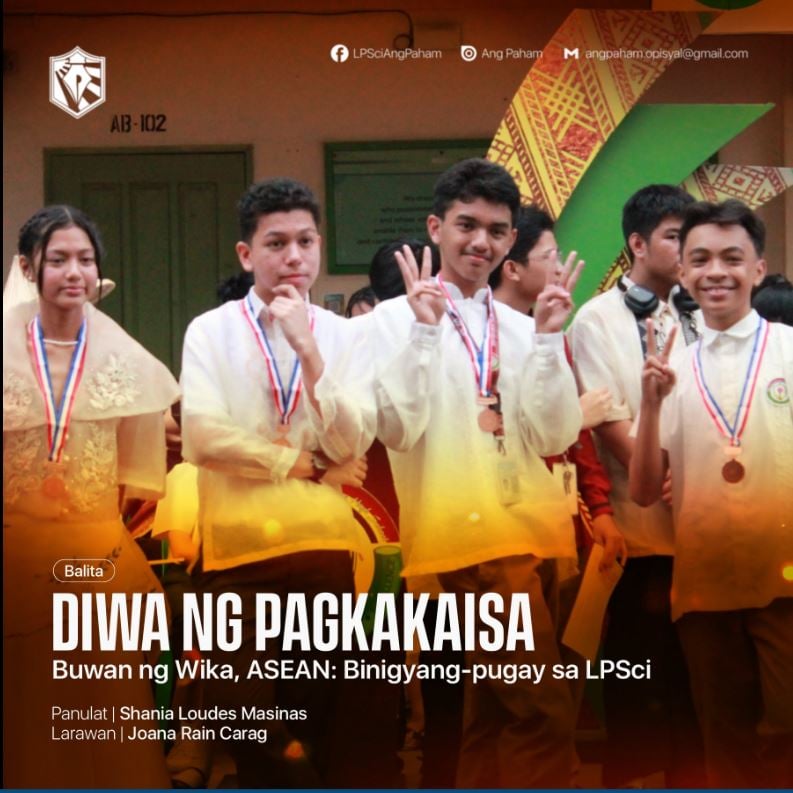 LPSciAngPaham Ang Paham angpaham.opisyal@gmail.com
AB-102
Balita
DIWA NG PAGKAKAISA
Buwan ng Wika, ASEAN: Binigyang-pugay sa LPSci
Panulat | Shania Loudes Masinas
Larawan | Joana Rain Carag